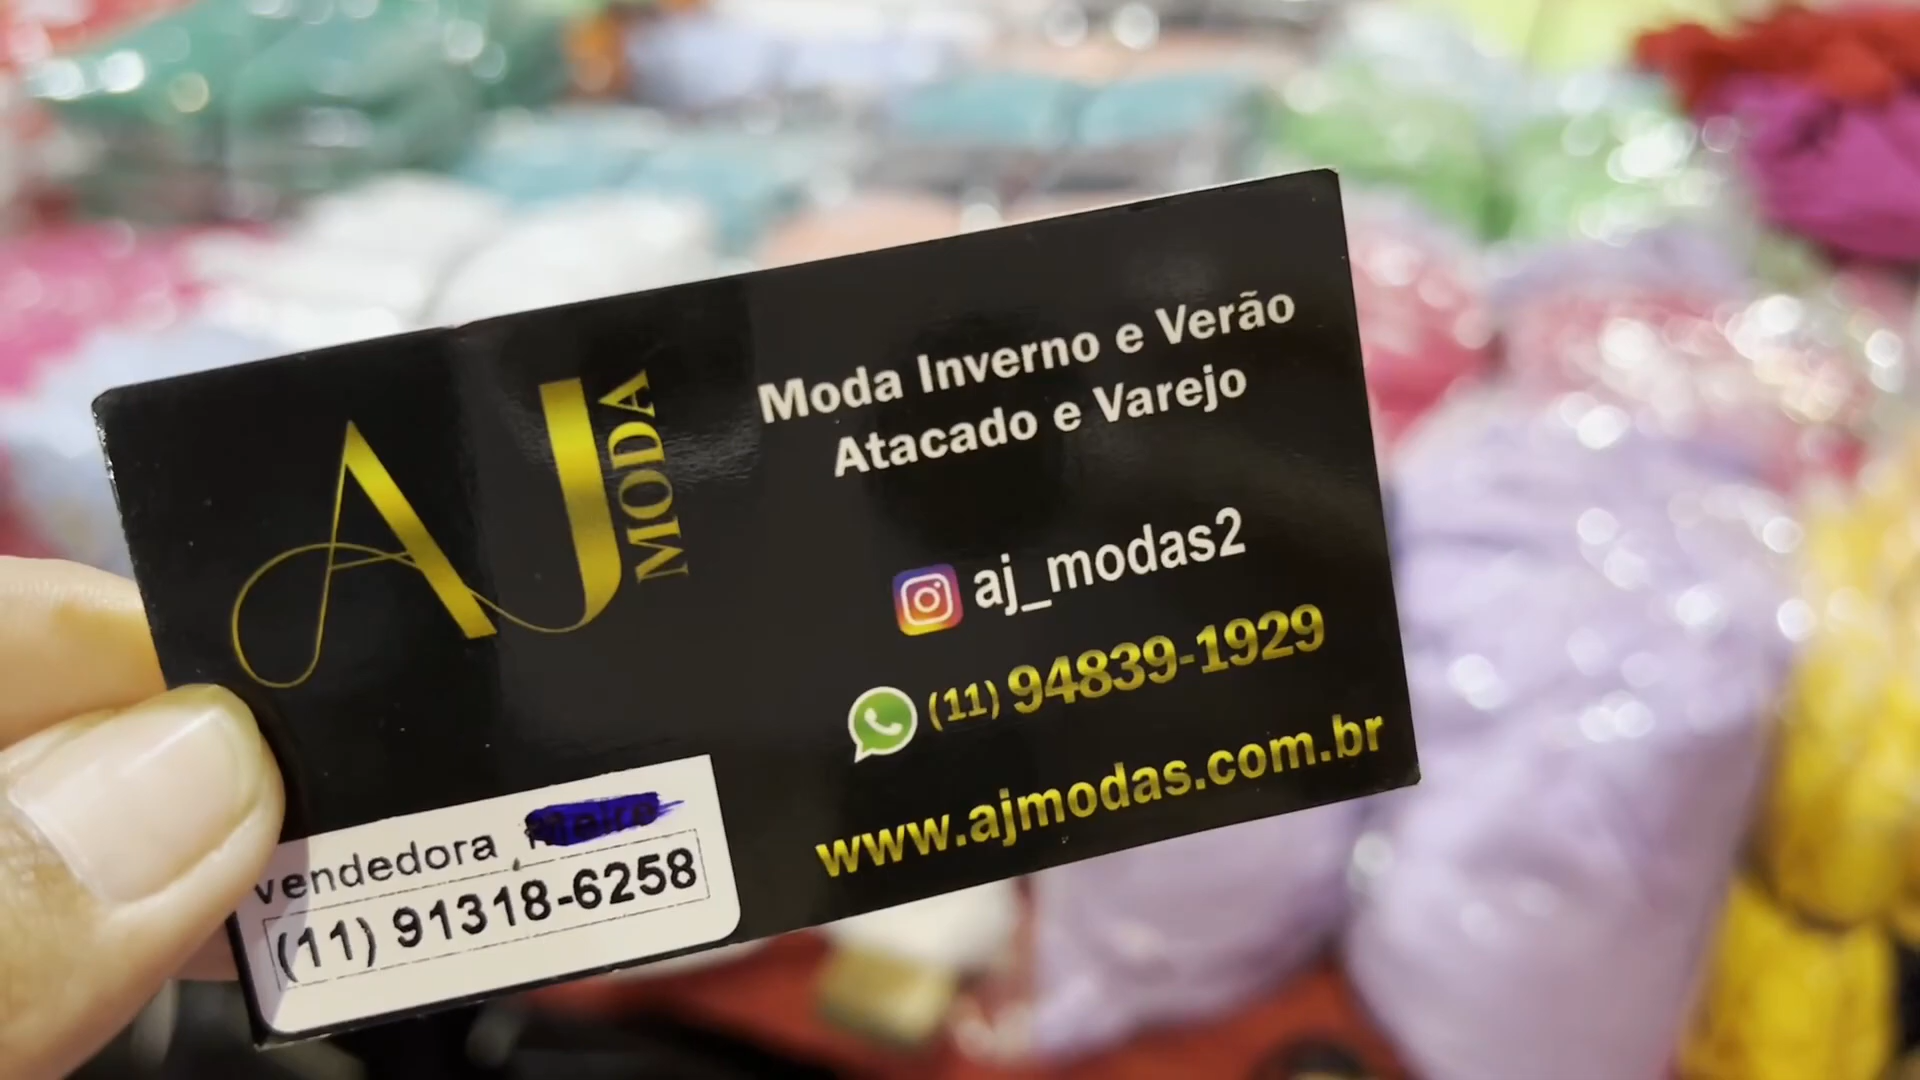 AJ
MODA
Moda Inverno e Verão
Atacado e Varejo
aj_modas2
(11) 94839-1929
www.ajmodas.com.br
vendedora
(11) 91318-6258